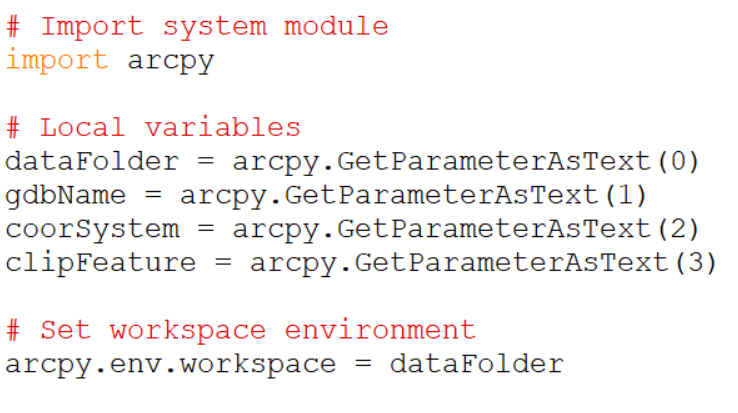 # Import system module
import arcpy
# Local variables
dataFolder = arcpy.GetParameterAsText(0)
gdbName = arcpy.GetParameterAsText(1)
coorSystem = arcpy.GetParameterAsText(2)
clipFeature = arcpy.GetParameterAsText(3)
# Set workspace environment
arcpy.env.workspace = dataFolder